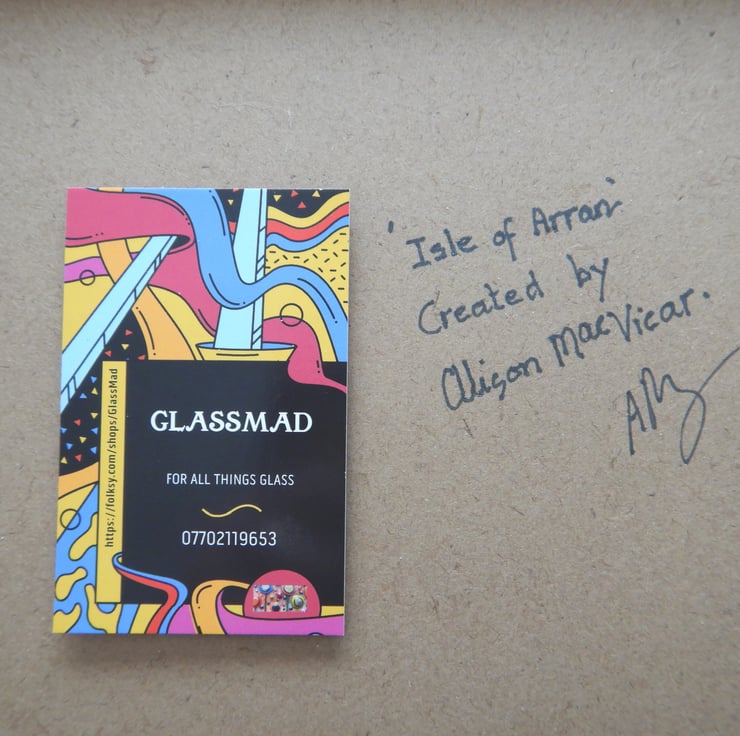 GLASSMAD
FOR ALL THINGS GLASS
07702119653
https://folksy.com/shops/GlassMad
'Isle of Arran'
Created by
Alison MacVicar.